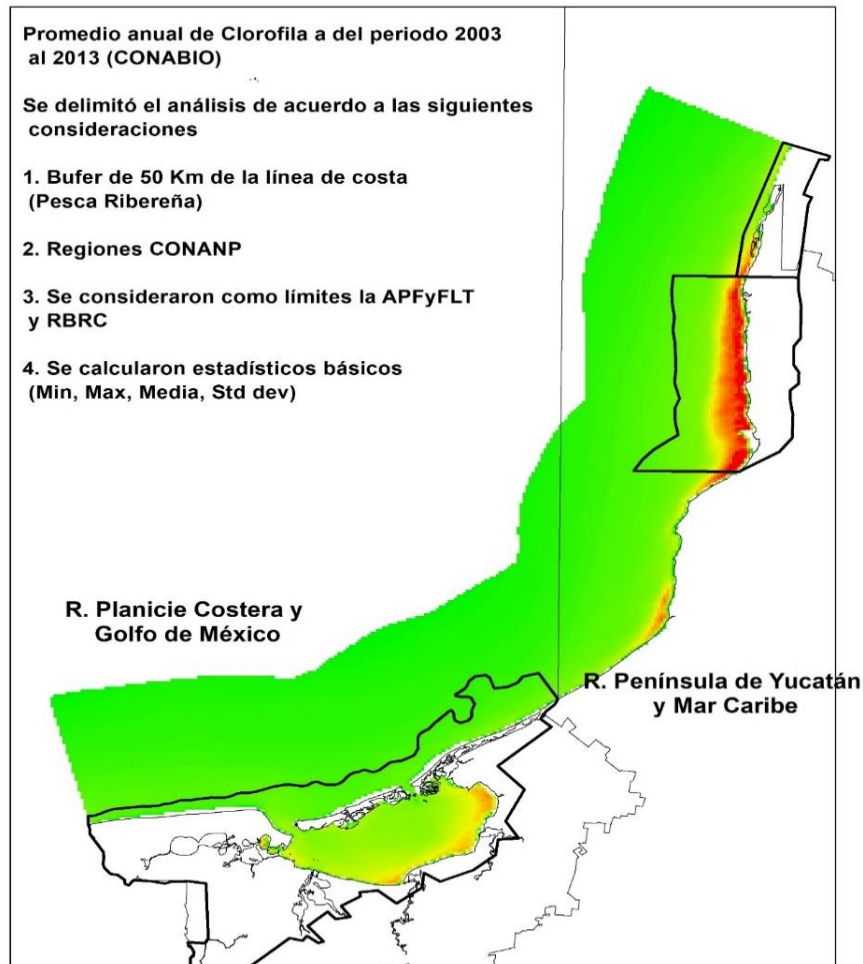 Promedio anual de Clorofila a del periodo 2003
al 2013 (CONABIO)
Se delimitó el análisis de acuerdo a las siguientes
consideraciones
1. Bufer de 50 Km de la línea de costa
(Pesca Ribereña)
2. Regiones CONANP
3. Se consideraron como límites la APFyFLT
y RBRC
4. Se calcularon estadísticos básicos
(Min, Max, Media, Std dev)
R. Planicie Costera y
Golfo de México
R. Península de Yucatán
y Mar Caribe